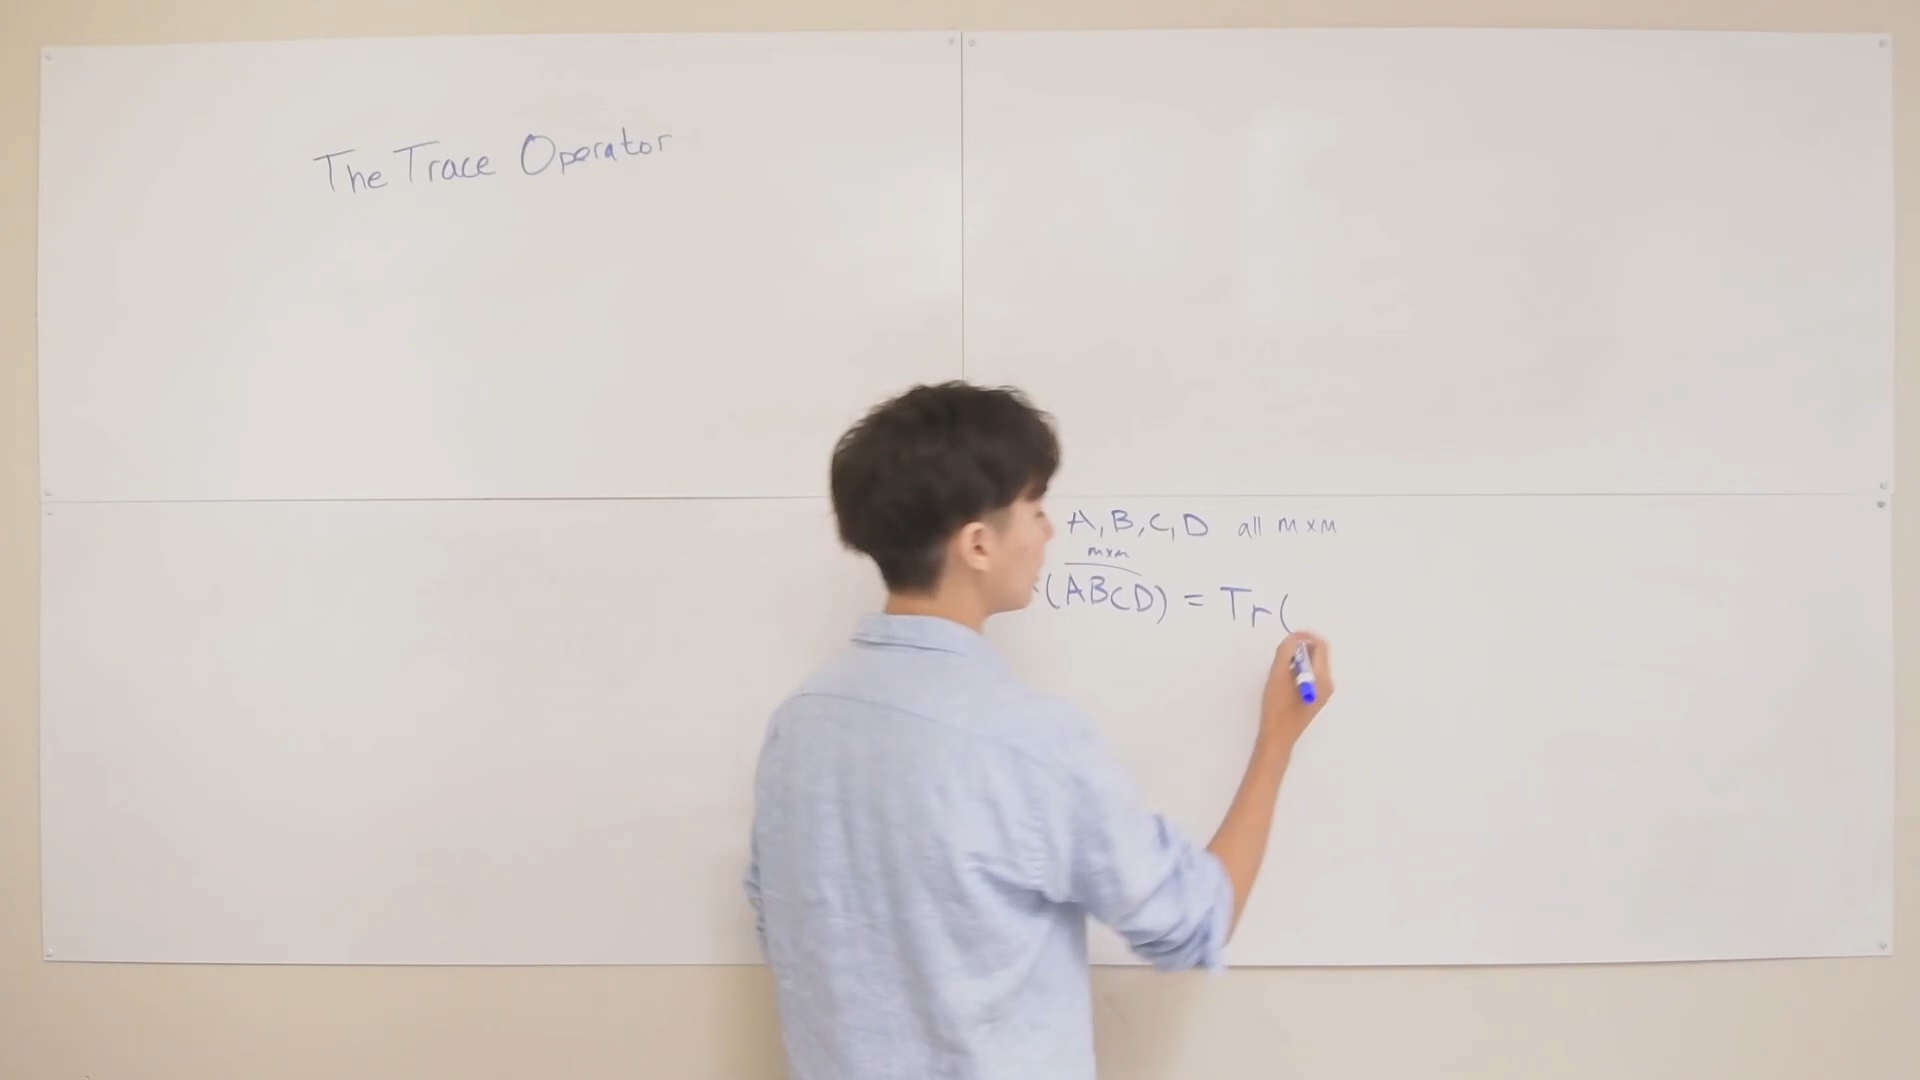 The Trace Operator
A, B, C, D all m x m
m x m
(ABCD) = Tr(